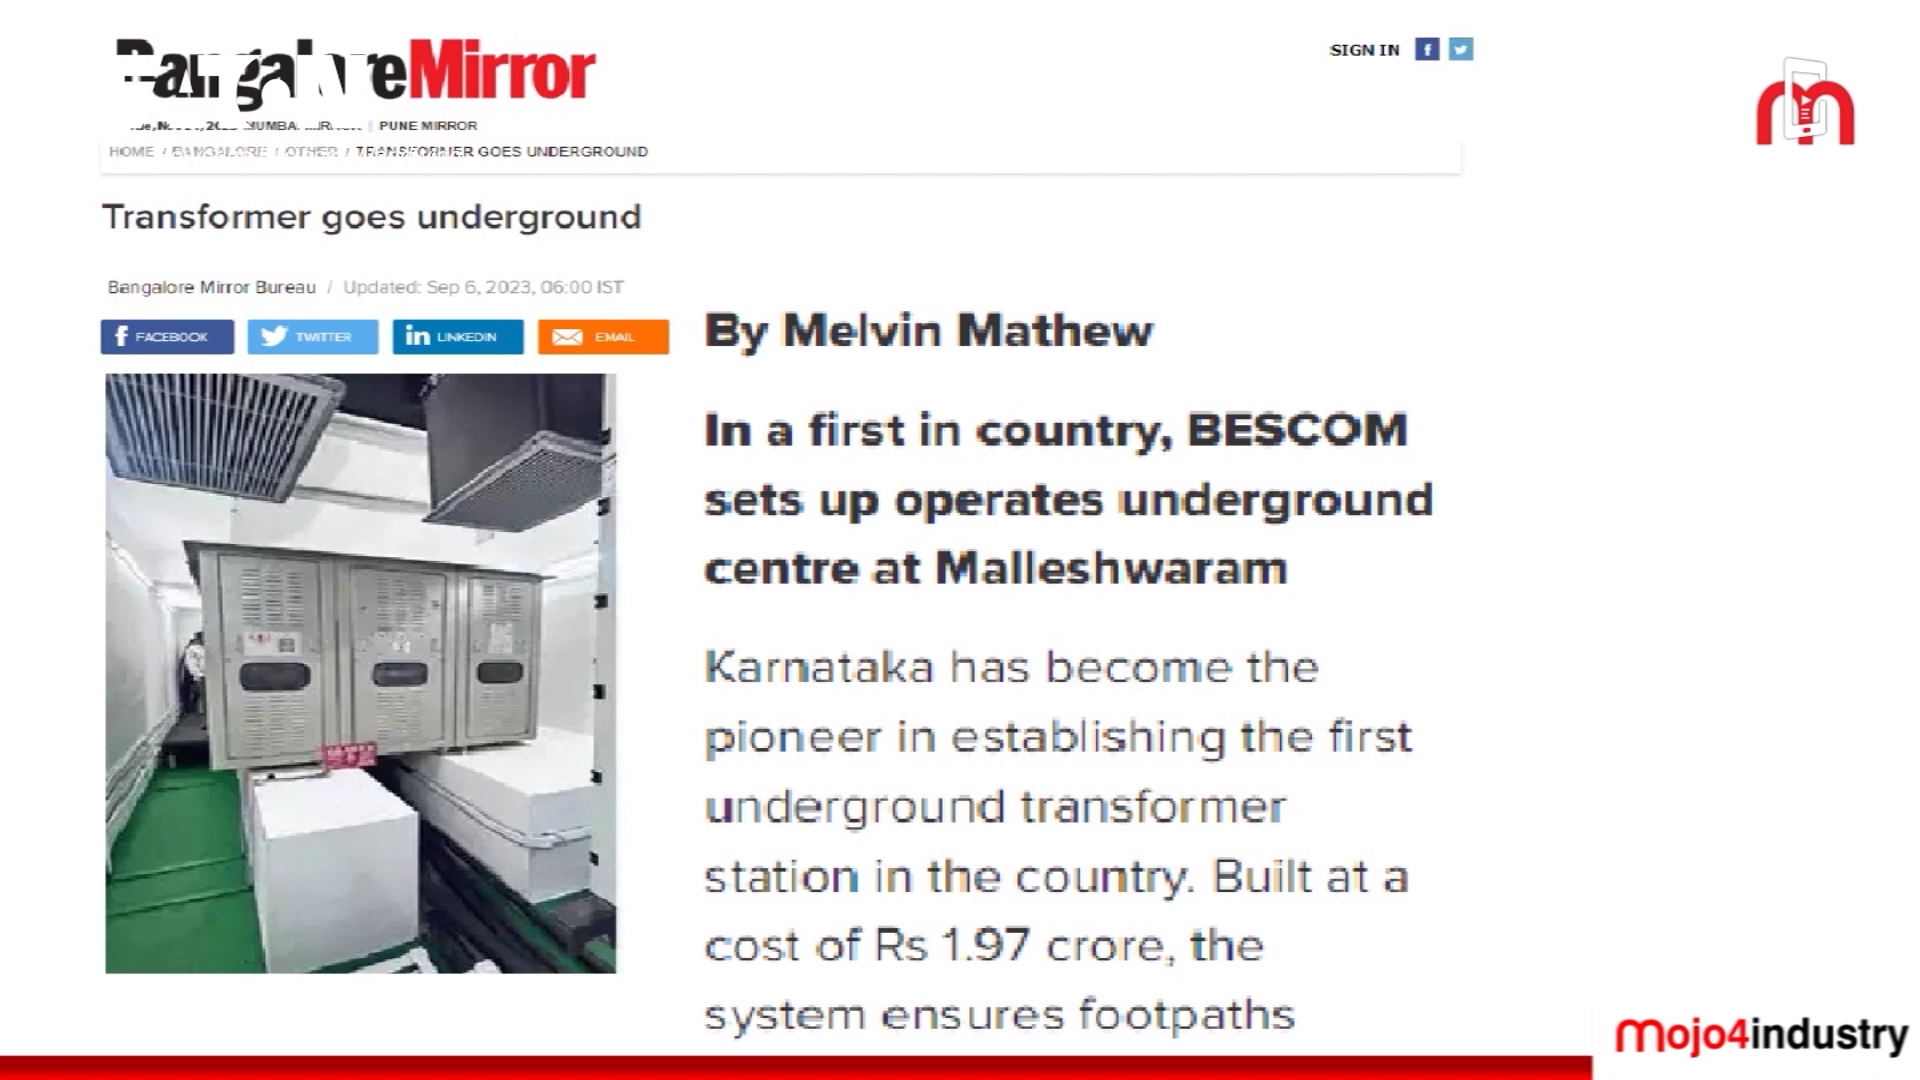 BangaloreMirror
SIGN IN
PUNE MIRROR
HOME / BANGALORE / OTHER / TRANSFORMER GOES UNDERGROUND
Transformer goes underground
Bangalore Mirror Bureau / Updated: Sep 6, 2023, 06:00 IST
FACEBOOK TWITTER LINKEDIN EMAIL
By Melvin Mathew
In a first in country, BESCOM
sets up operates underground
centre at Malleshwaram
Karnataka has become the
pioneer in establishing the first
underground transformer
station in the country. Built at a
cost of Rs 1.97 crore, the
system ensures footpaths
mojo4industry